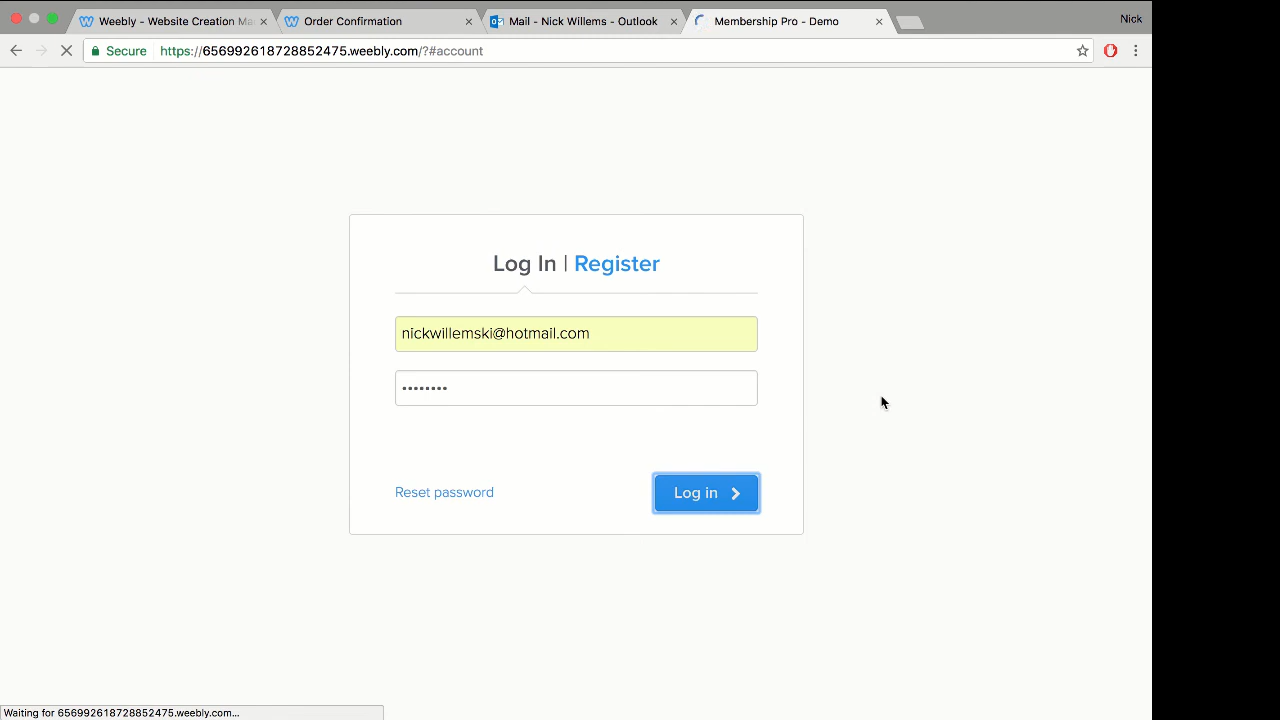 Weebly - Website Creation Ma
Order Confirmation
Mail - Nick Willems - Outlook
Membership Pro - Demo
Nick
Secure
https://656992618728852475.weebly.com/?#account
Log In | Register
nickwillemski@hotmail.com
••••••••
Reset password
Log in
Waiting for 656992618728852475.weebly.com...